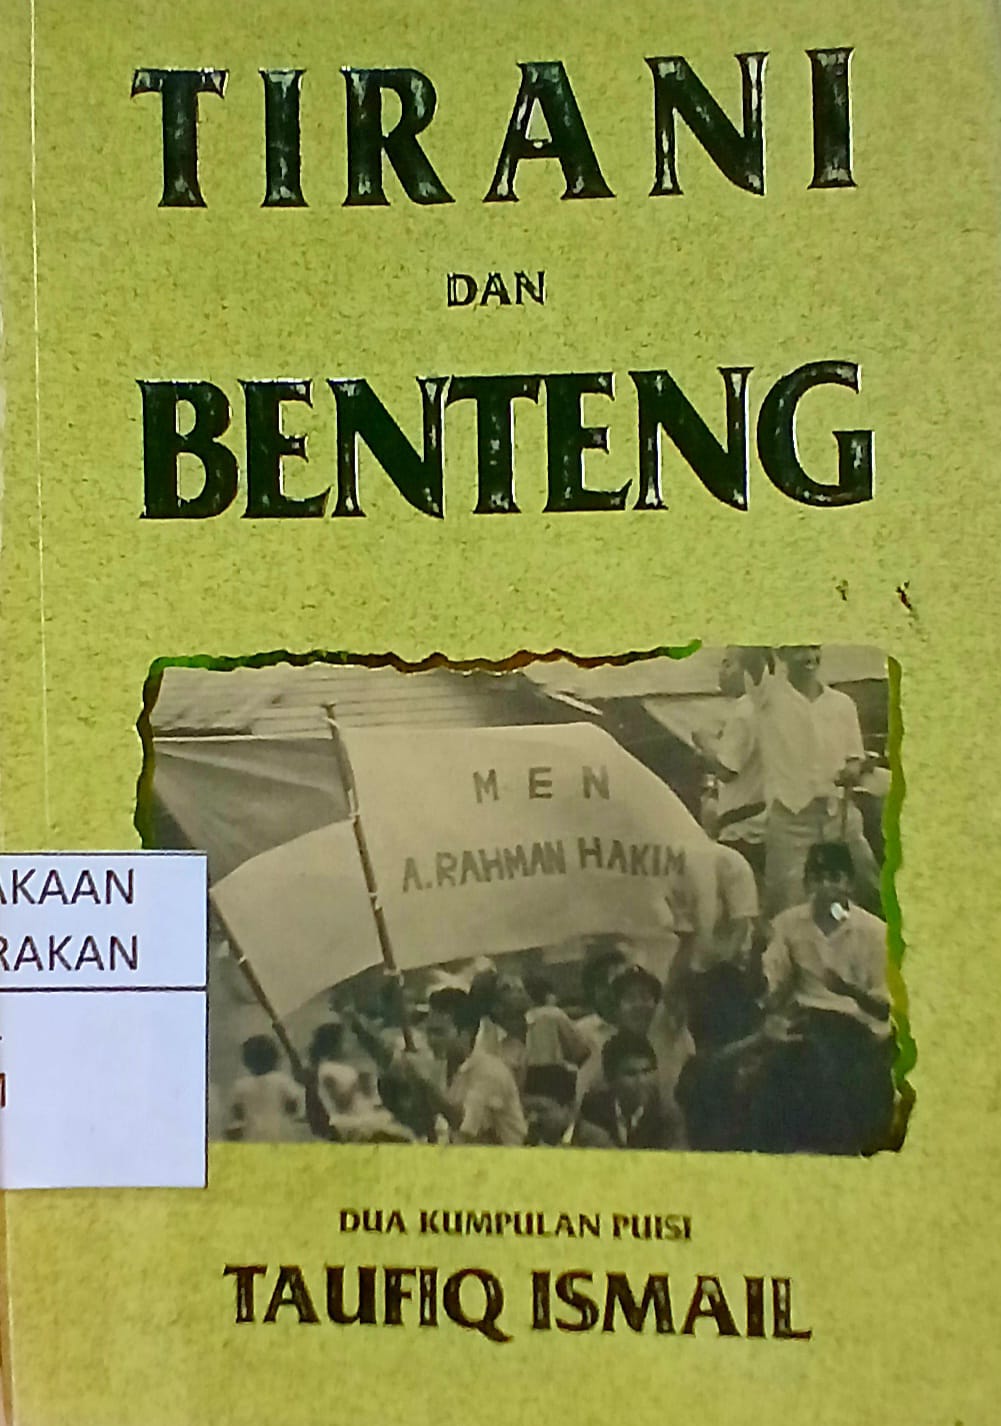 TIRANI
DAN
BENTENG
MEN
A.RAHMAN HAKIM
AKAAN
RAKAN
DUA KUMPULAN PUISI
TAUFIQ ISMAIL